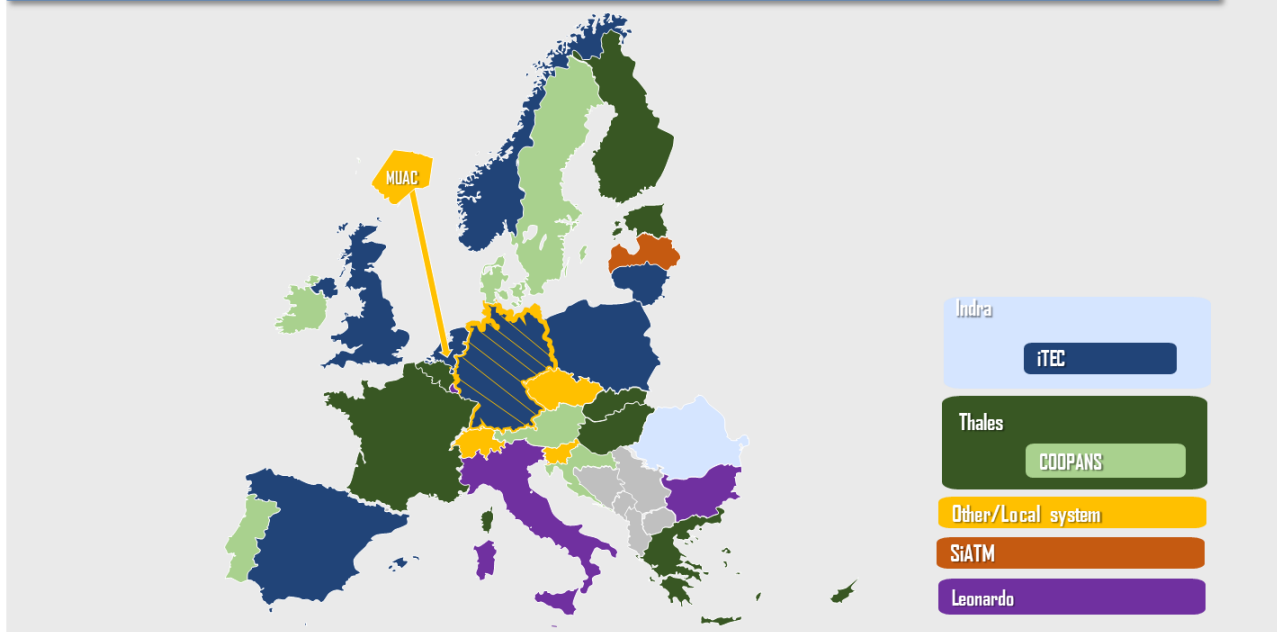 MUAC
Indra
iTEC
Thales
COOPANS
Other/Local system
SiATM
Leonardo